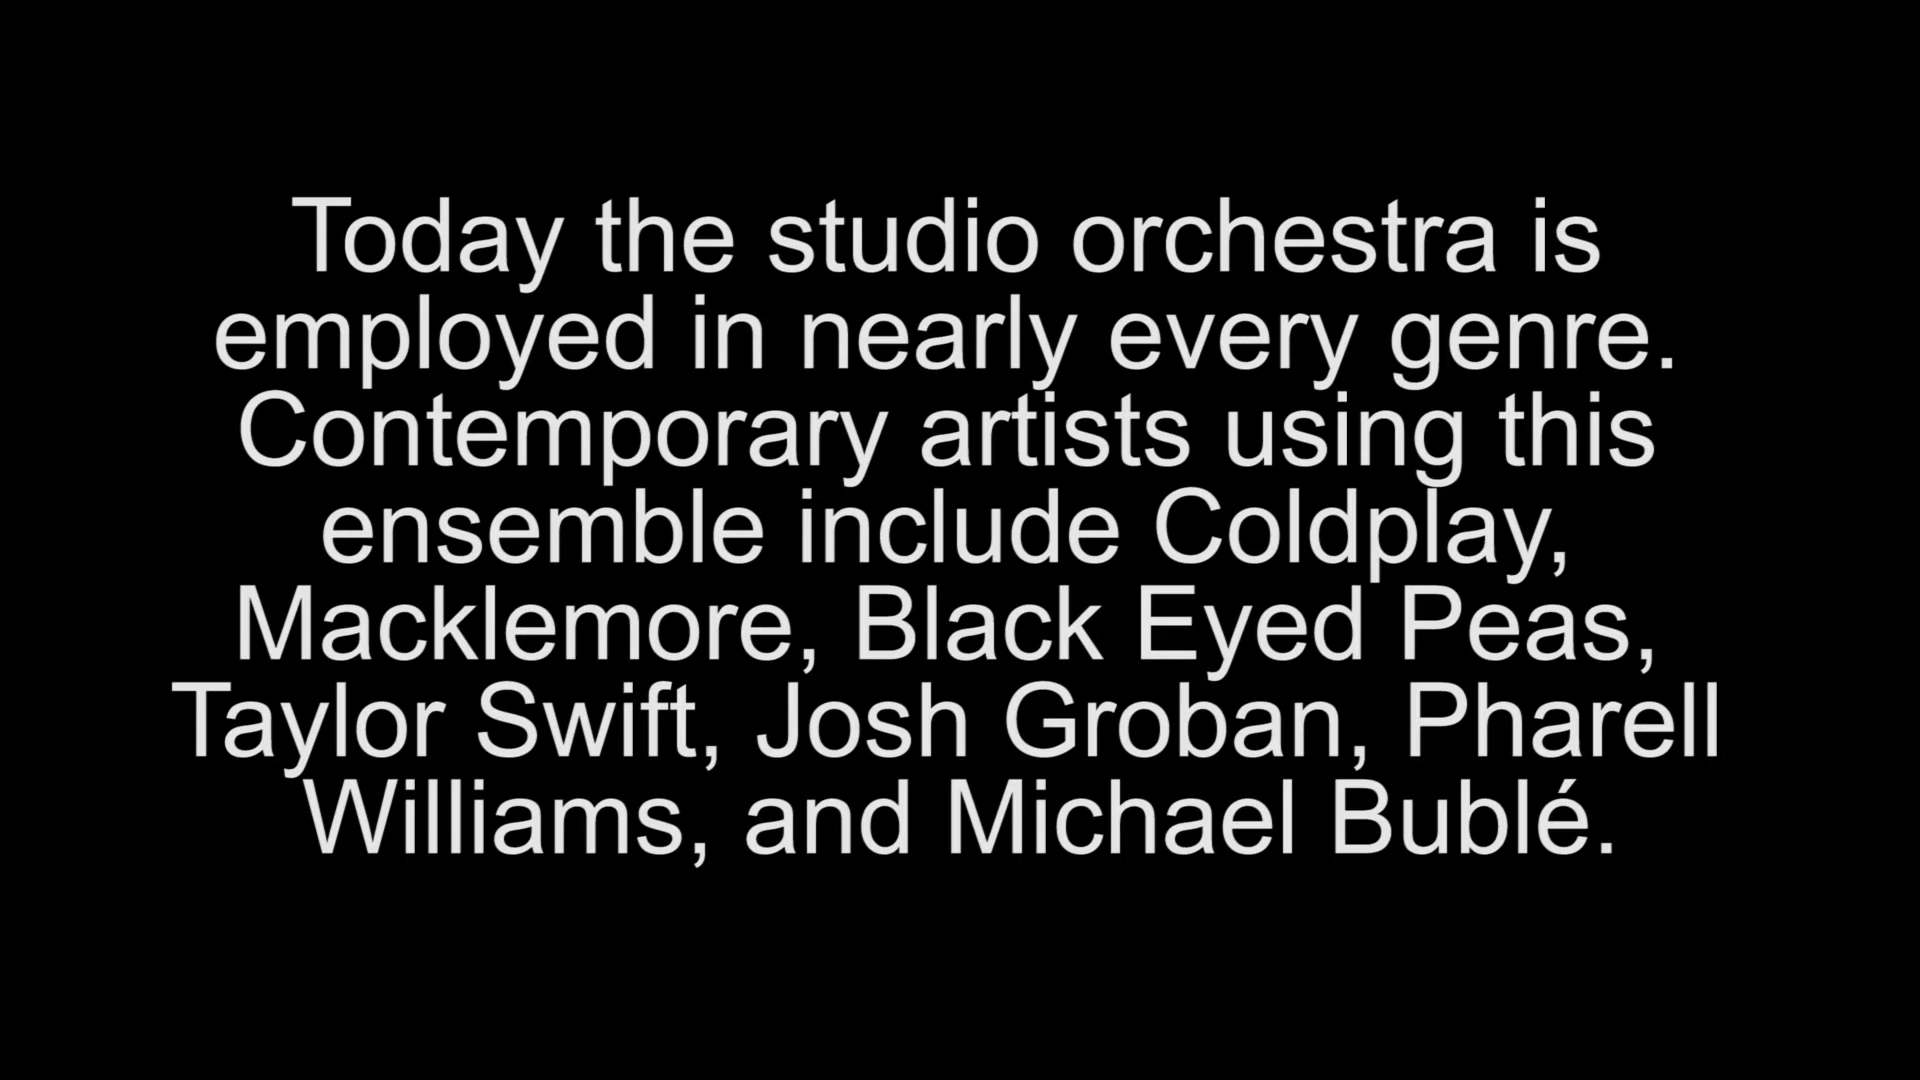 Today the studio orchestra is
employed in nearly every genre.
Contemporary artists using this
ensemble include Coldplay,
Macklemore, Black Eyed Peas,
Taylor Swift, Josh Groban, Pharell
Williams, and Michael Bublé.